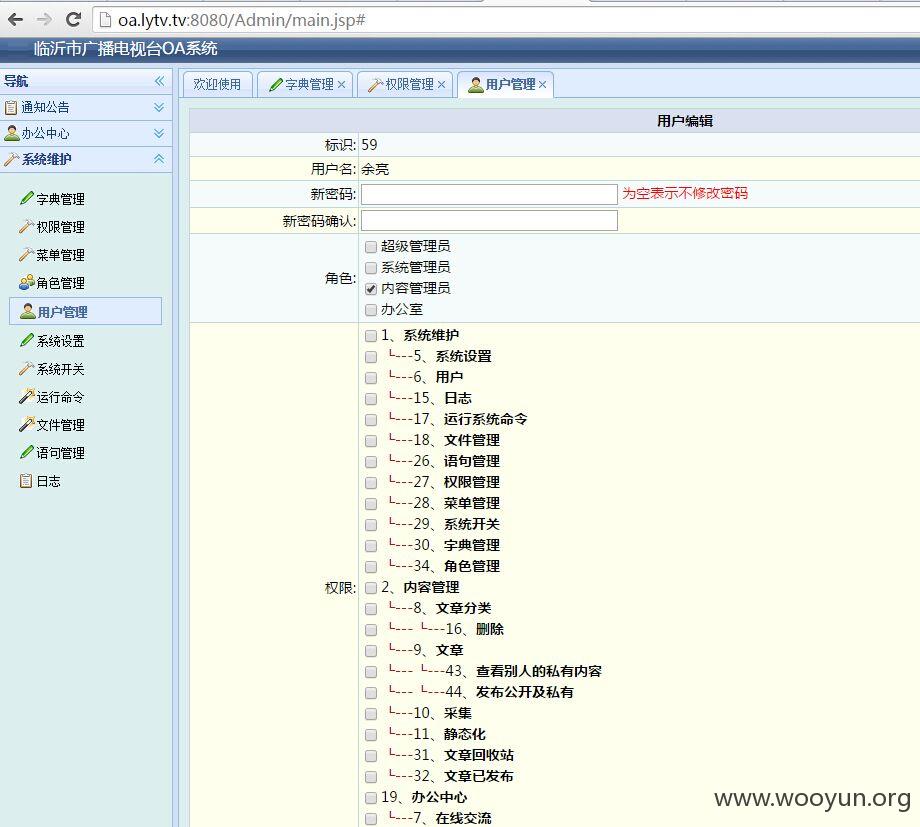 oa.lytv.tv:8080/Admin/main.jsp#
临沂市广播电视台OA系统
导航
通知公告
办公中心
系统维护
字典管理
权限管理
菜单管理
角色管理
用户管理
系统设置
系统开关
运行命令
文件管理
语句管理
日志
欢迎使用 字典管理 权限管理 用户管理
用户编辑
标识: 59
用户名: 余亮
新密码: 为空表示不修改密码
新密码确认:
角色:
超级管理员
系统管理员
内容管理员
办公室
权限:
1、系统维护
└---5、系统设置
└---6、用户
└---15、日志
└---17、运行系统命令
└---18、文件管理
└---26、语句管理
└---27、权限管理
└---28、菜单管理
└---29、系统开关
└---30、字典管理
└---34、角色管理
2、内容管理
└---8、文章分类
└--- └---16、删除
└---9、文章
└--- └---43、查看别人的私有内容
└--- └---44、发布公开及私有
└---10、采集
└---11、静态化
└---31、文章回收站
└---32、文章已发布
19、办公中心
└---7、在线交流
www.wooyun.org